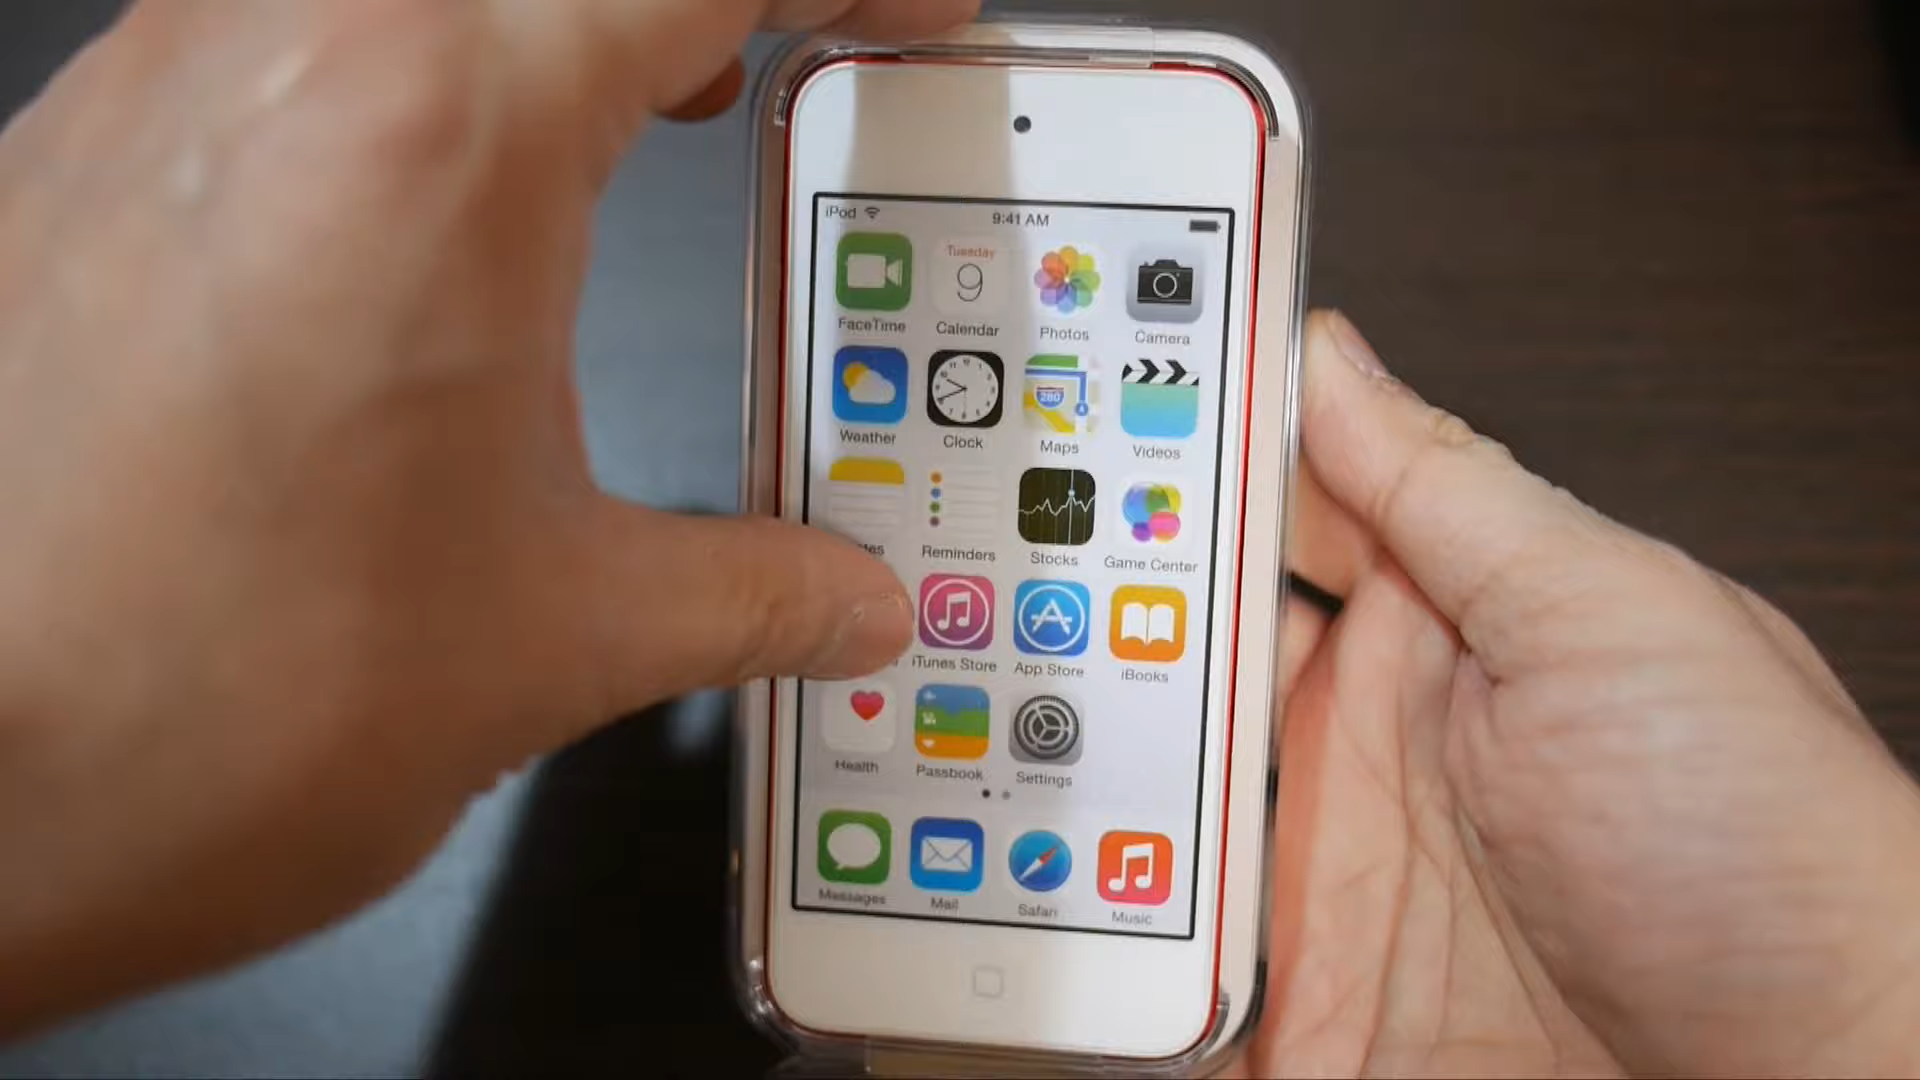 iPod 9:41 AM
Tuesday
9
FaceTime Calendar Photos Camera
280
Weather Clock Maps Videos
Reminders Stocks Game Center
iTunes Store App Store iBooks
Health Passbook Settings
Messages Mail Safari Music